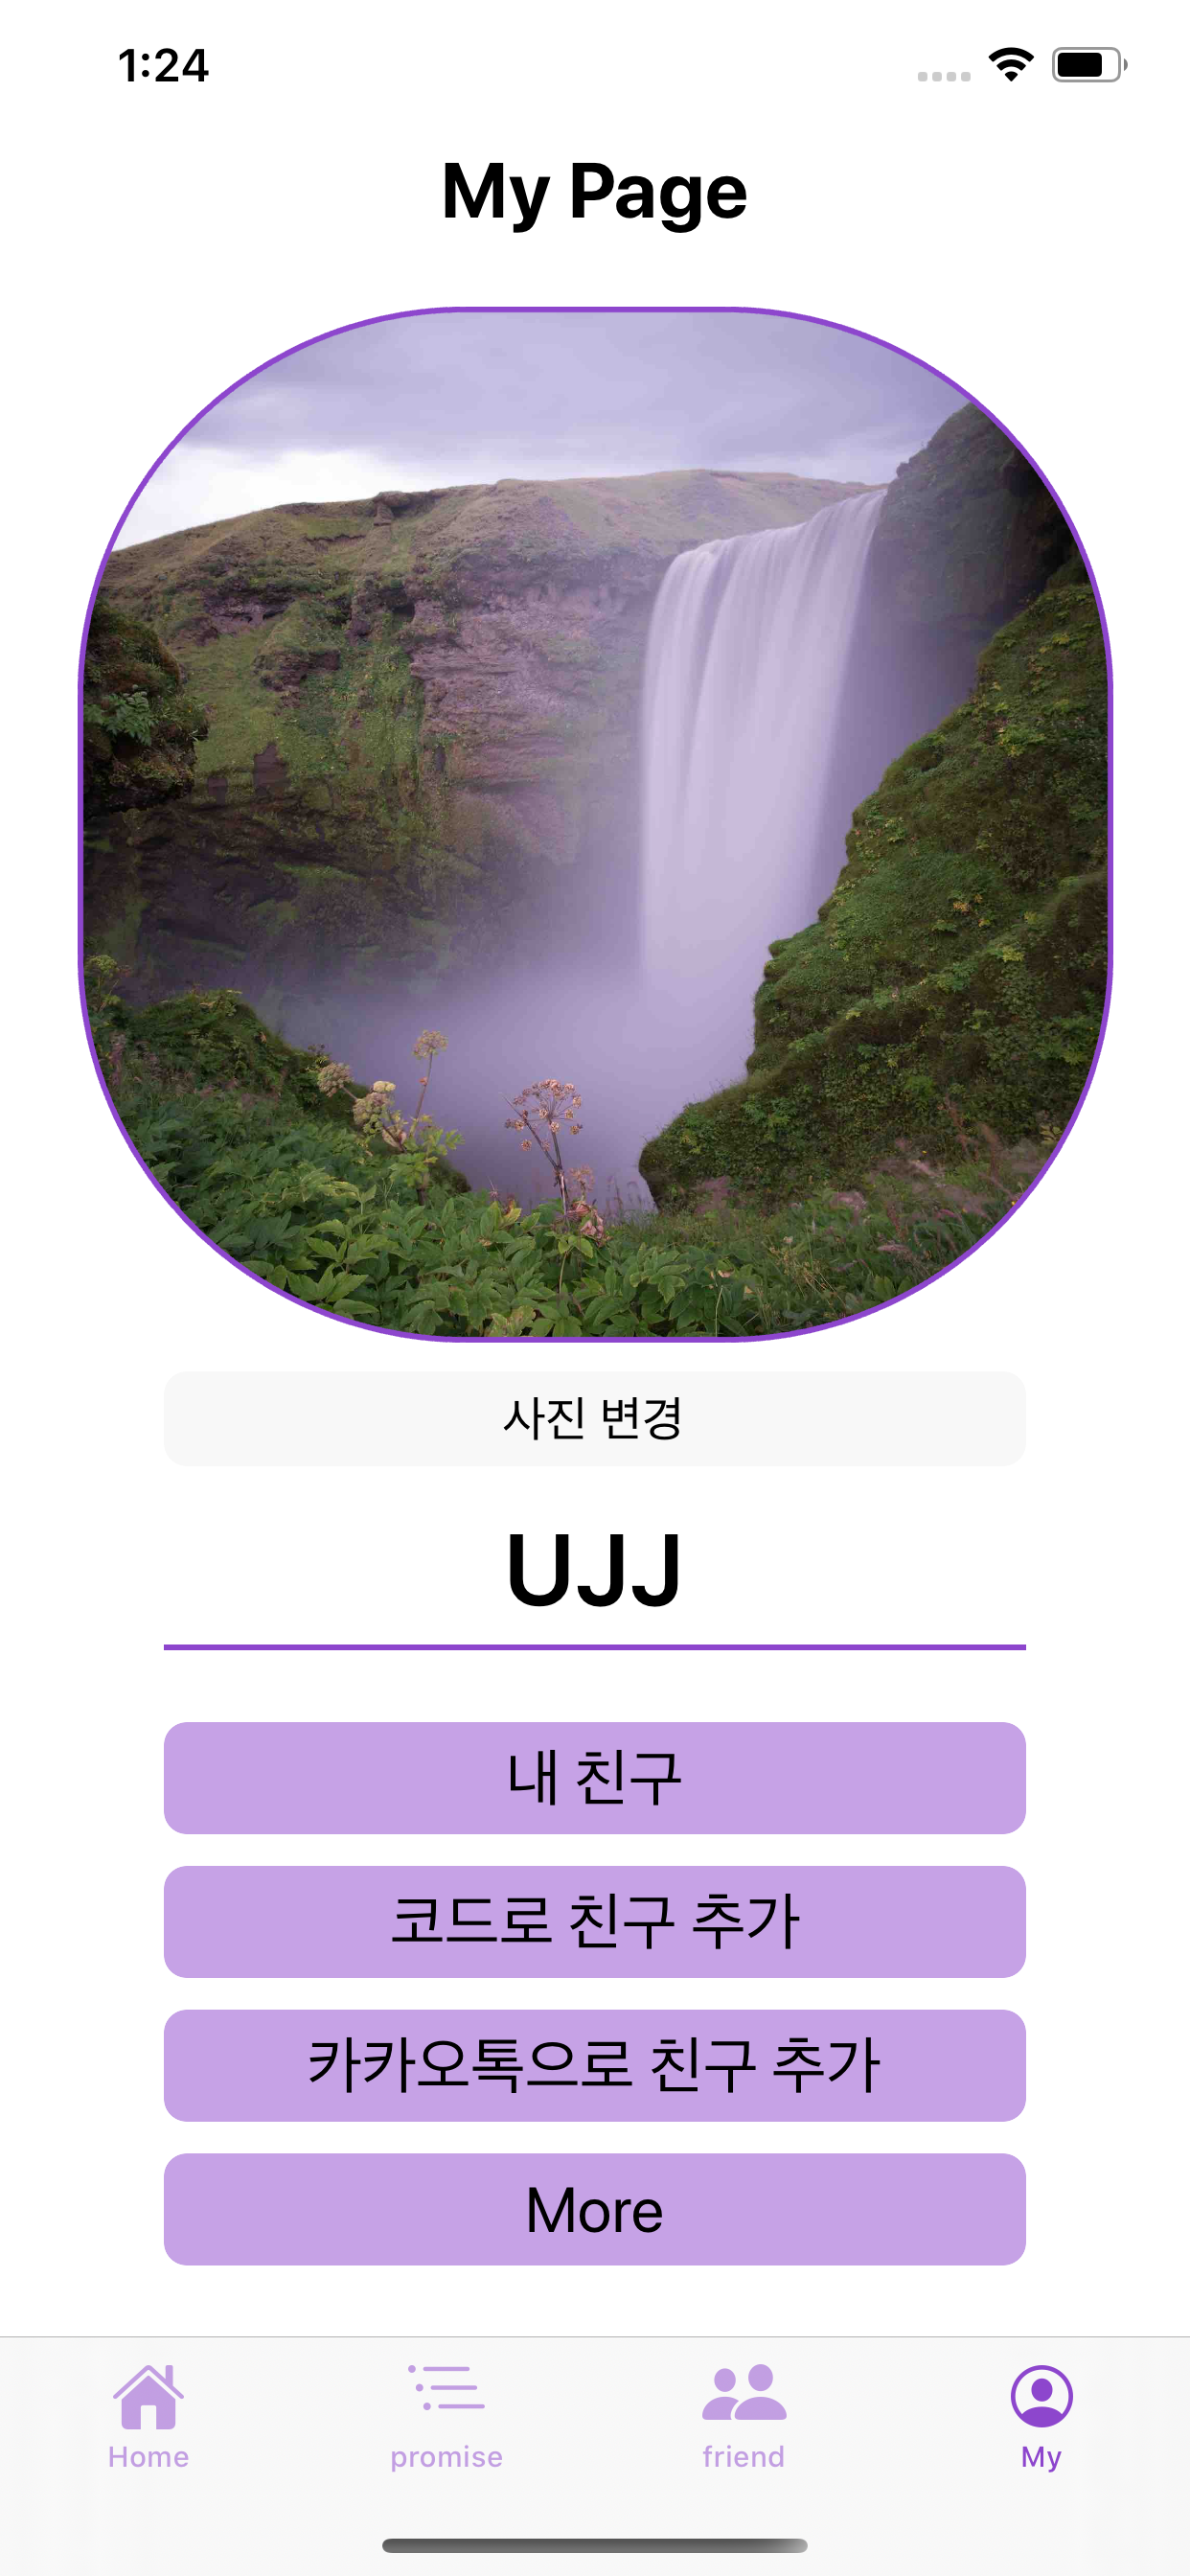 1:24
My Page
사진 변경
UJJ
내 친구
코드로 친구 추가
카카오톡으로 친구 추가
More
Home
promise
friend
My